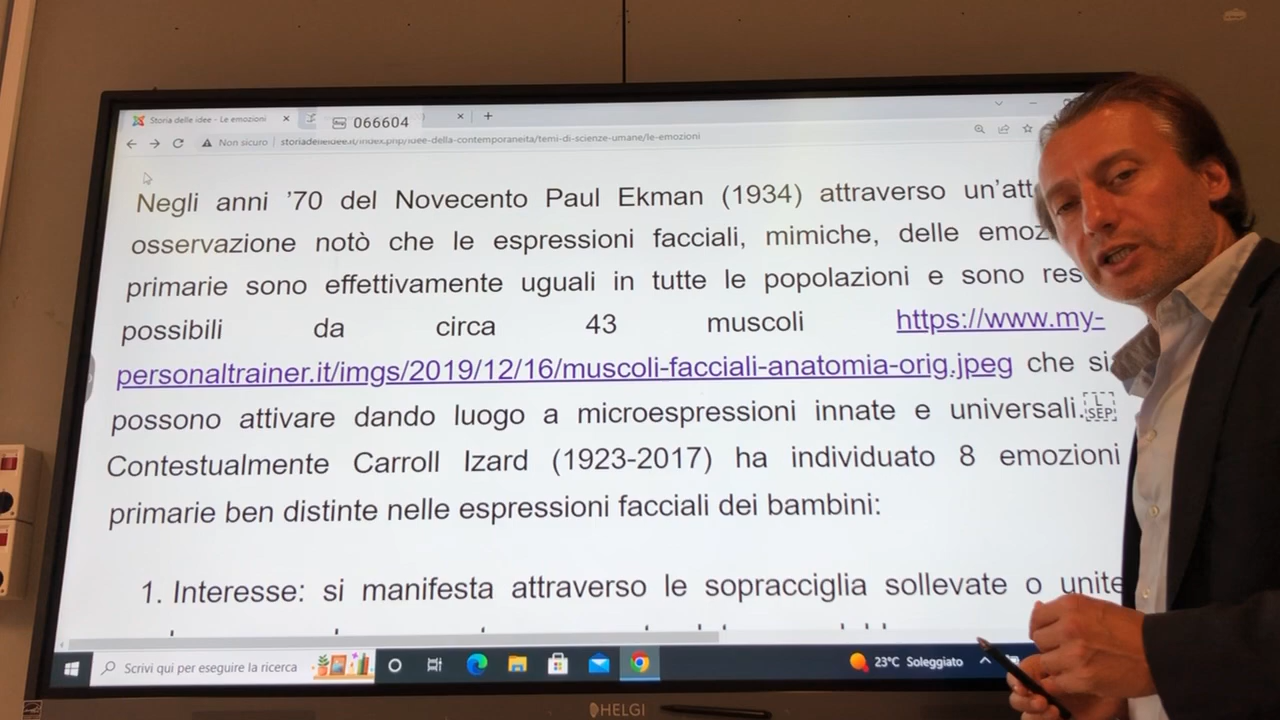 Storia delle idee - Le emozioni
066604
Non sicuro storiadelleidee.it/index.php/idee-della-contemporaneita/temi-di-scienze-umane/le-emozioni
Negli anni '70 del Novecento Paul Ekman (1934) attraverso un'att
osservazione notò che le espressioni facciali, mimiche, delle emoz
primarie sono effettivamente uguali in tutte le popolazioni e sono res
possibili da circa 43 muscoli https://www.my-
personaltrainer.it/imgs/2019/12/16/muscoli-facciali-anatomia-orig.jpeg che si
possono attivare dando luogo a microespressioni innate e universali. L SEP
Contestualmente Carroll Izard (1923-2017) ha individuato 8 emozioni
primarie ben distinte nelle espressioni facciali dei bambini:
1. Interesse: si manifesta attraverso le sopracciglia sollevate o unite
Scrivi qui per eseguire la ricerca
23°C Soleggiato
HELGI